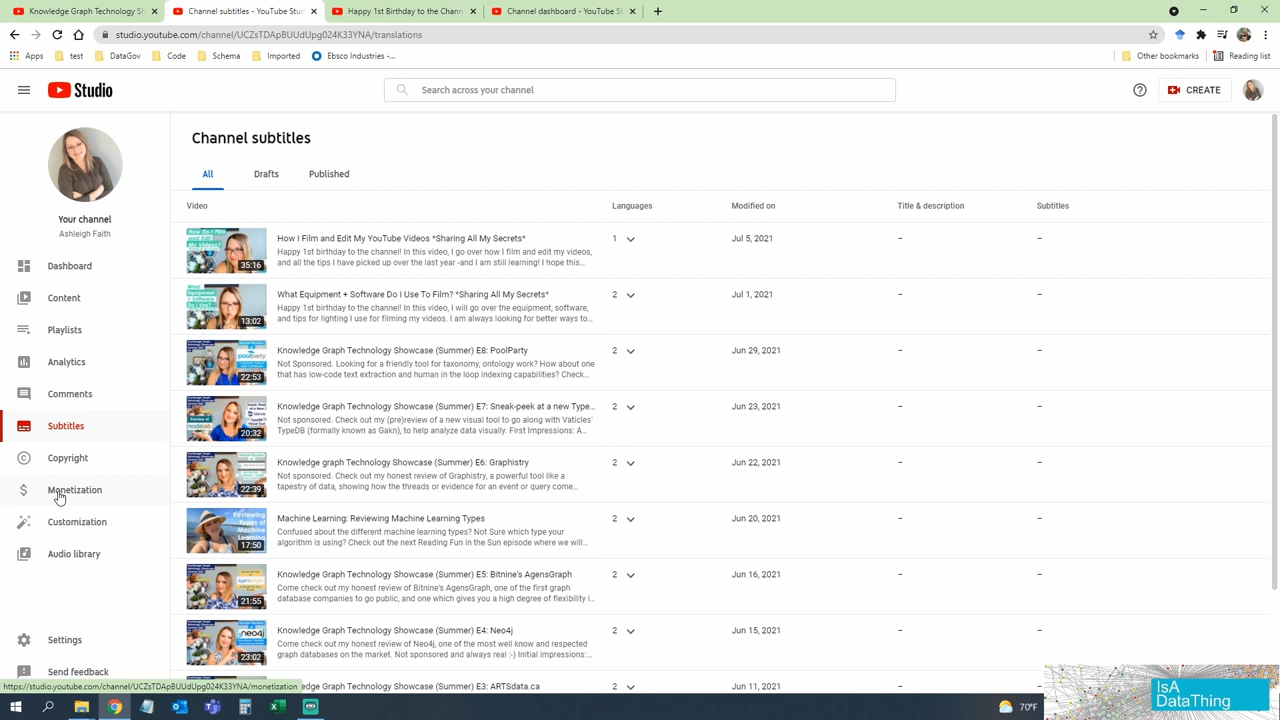 Knowledge Graph Technology Sh
Channel subtitles - YouTube Stu
Happy 1st Birthday to the Chann
Channel dashboard - YouTube S
studio.youtube.com/channel/UCZsTDApBUUdUpg024K33YNA/translations
Apps
test
DataGov
Code
Schema
Imported
Ebsco Industries -...
Other bookmarks
Reading list
Studio
Search across your channel
CREATE
Your channel
Ashleigh Faith
Dashboard
Content
Playlists
Analytics
Comments
Subtitles
Copyright
Monetization
Customization
Audio library
Settings
Send feedback
Channel subtitles
All Drafts Published
Video Languages Modified on Title & description Subtitles
How I Film and Edit My YouTube Videos *Sharing All My Secrets* 1 Jul 5, 2021 –
Happy 1st birthday to the channel! In this video, I go over how I film and edit my videos,
and all the tips I have picked up over the last year -and I am still learning! I hope this...
35:16
What Equipment + Software Do I Use To Film? *Sharing All My Secrets* 2 Jul 1, 2021 –
Happy 1st birthday to the channel! In this video, I will go over the equipment, software,
and tips for lighting I use for filming my videos. I am always looking for better ways to...
13:02
Knowledge Graph Technology Showcase (Summer) E8: PoolParty 2 Jun 29, 2021 –
Not Sponsored. Looking for a friendly tool for taxonomy, ontology work? How about one
that has low-code text extraction and human in the loop indexing capabilities? Check...
22:53
Knowledge Graph Technology Showcase (Summer) E7: Sneak-peek at a new Type... 2 Jun 23, 2021 –
Not sponsored. Check out my (pre)review of a new visual tool to go along with Vaticles'
TypeDB (formally known as Gakn), to help analyze data visually. First Impressions: A...
20:32
Knowledge graph Technology Showcase (Summer) E6: Graphistry 2 Jun 22, 2021 –
Not sponsored. Check out my honest review of Graphistry, a powerful tool like a
tapestry of data, showing how the threads or evidence for an event or query come...
22:39
Machine Learning: Reviewing Machine Learning Types 2 Jun 20, 2021 –
Confused about the different machine learning types? Not Sure which type your
algorithm is using? Check out the next Reading Fun in the Sun episode where we will...
17:50
Knowledge Graph Technology Showcase (Summer) E5: Bitnine's AgensGraph 2 Jun 16, 2021 –
Come check out my honest review of Bitnine's AgensGraph, one of the first graph
database companies to go public, and one which gives you a high degree of flexibility i...
21:55
Knowledge Graph Technology Showcase (Summer) E4: Neo4j 2 Jun 15, 2021 –
Come check out my honest review of Neo4j, one of the most well know and respected
graph databases on the market. Not sponsored and always real :-) Initial impressions:...
23:02
Knowledge Graph Technology Showcase (Summer) E3: ARTSdata.ca 2 Jun 11, 2021 –
https://studio.youtube.com/channel/UCZsTDApBUUdUpg024K33YNA/monetization
70°F
IsA
DataThing